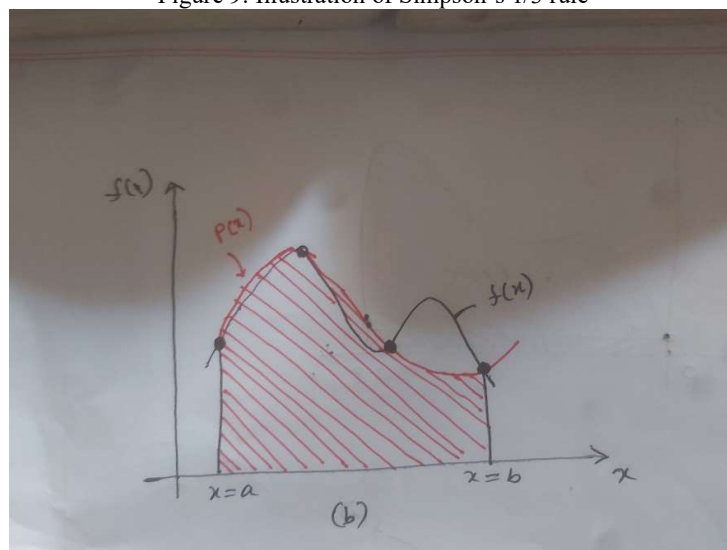 Figure 9: Illustration of Simpson's 1/3 rule
f(x)
P(x)
f(x)
x=a
x=b
x
(b)